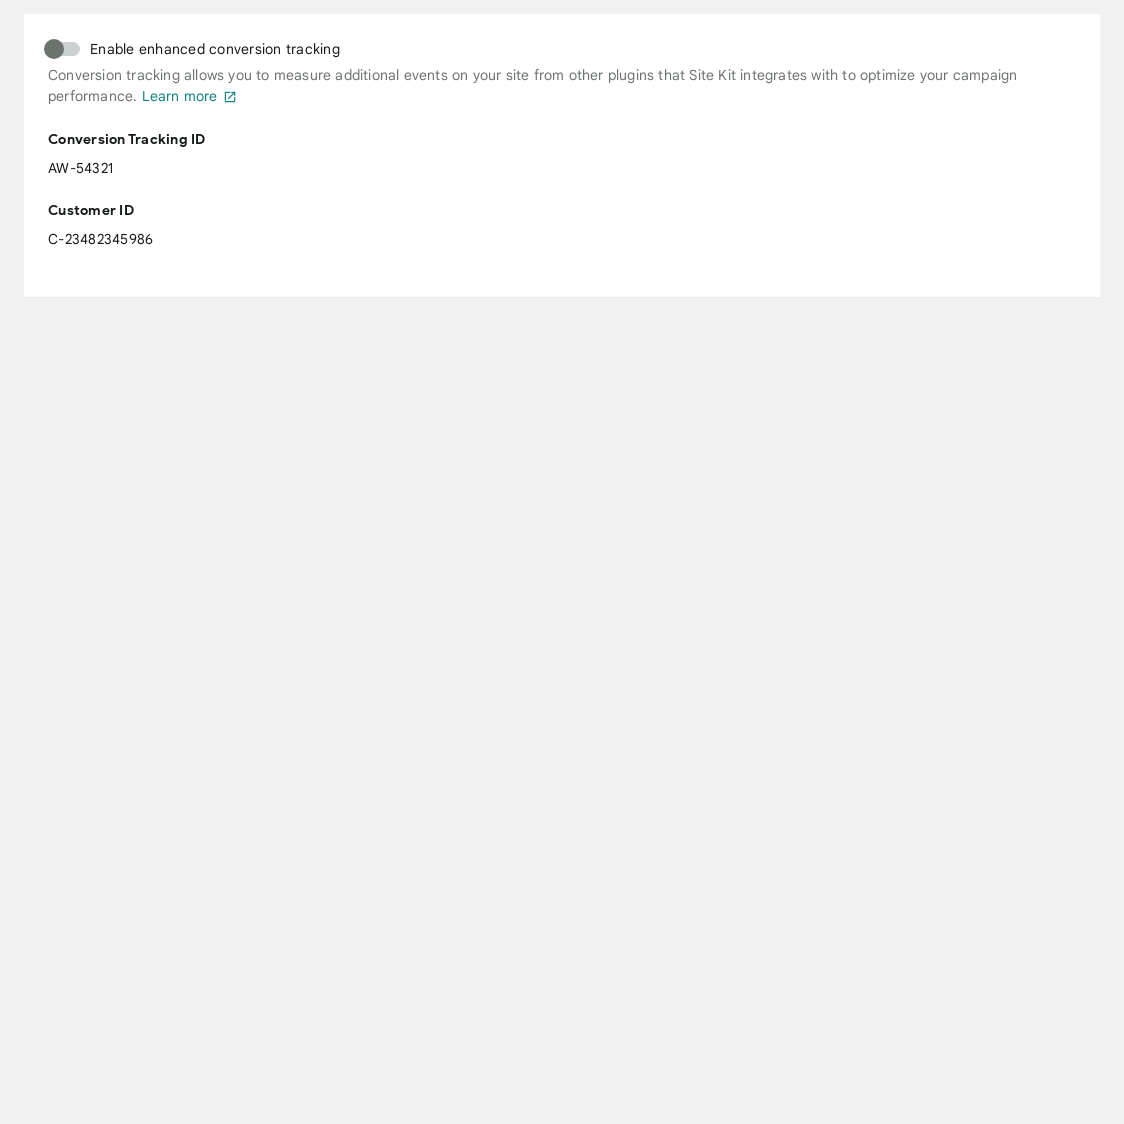 Enable enhanced conversion tracking
Conversion tracking allows you to measure additional events on your site from other plugins that Site Kit integrates with to optimize your campaign
performance. Learn more
Conversion Tracking ID
AW-54321
Customer ID
C-23482345986